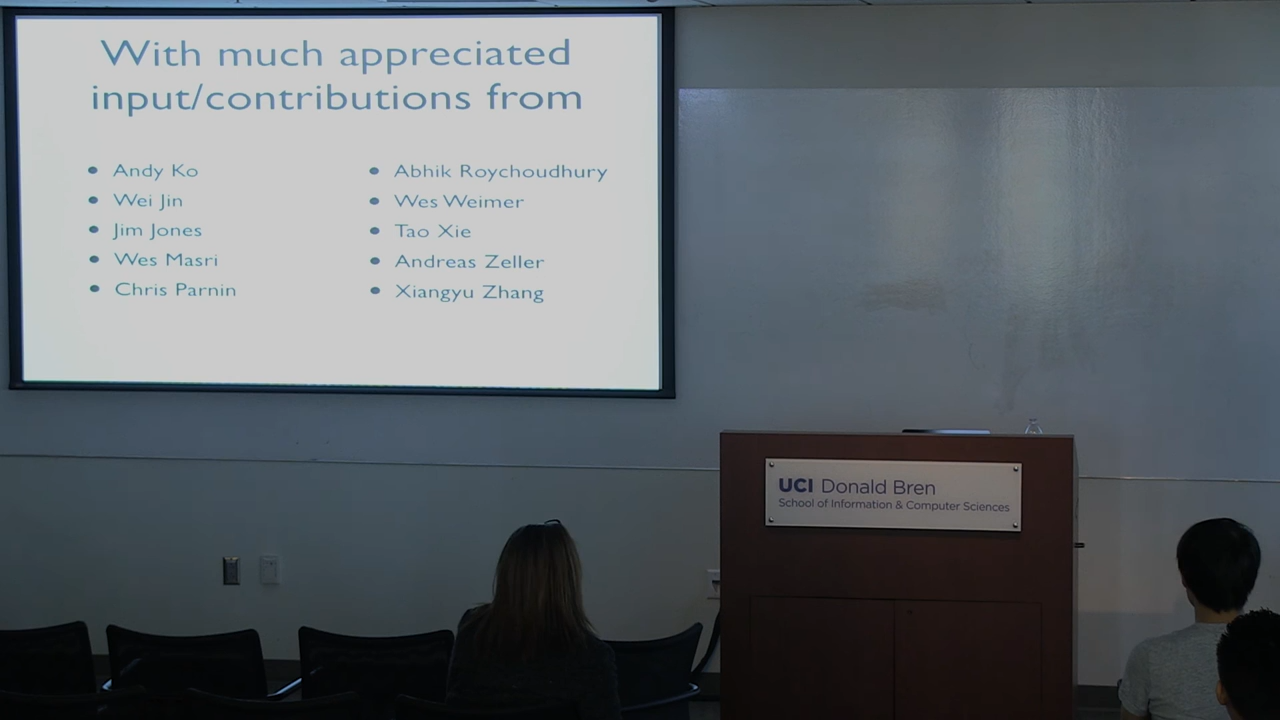 With much appreciated
input/contributions from
Andy Ko
Wei Jin
Jim Jones
Wes Masri
Chris Parnin
Abhik Roychoudhury
Wes Weimer
Tao Xie
Andreas Zeller
Xiangyu Zhang
UCI Donald Bren
School of Information & Computer Sciences